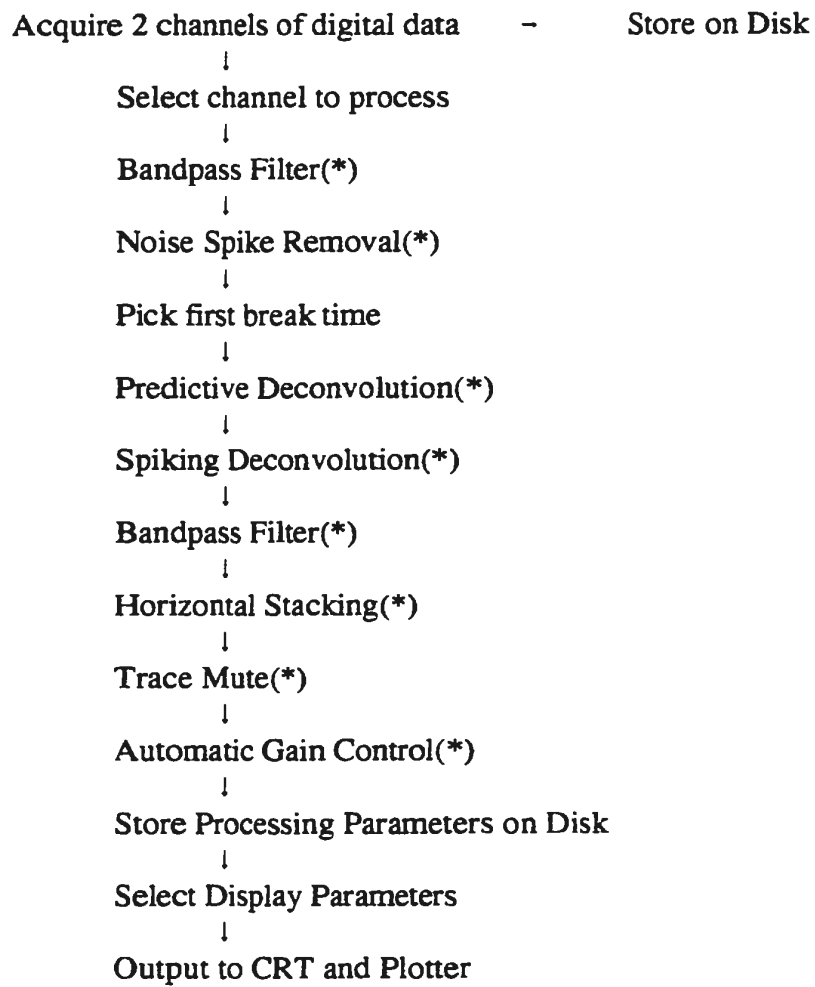 Acquire 2 channels of digital data → Store on Disk
↓
Select channel to process
↓
Bandpass Filter(*)
↓
Noise Spike Removal(*)
↓
Pick first break time
↓
Predictive Deconvolution(*)
↓
Spiking Deconvolution(*)
↓
Bandpass Filter(*)
↓
Horizontal Stacking(*)
↓
Trace Mute(*)
↓
Automatic Gain Control(*)
↓
Store Processing Parameters on Disk
↓
Select Display Parameters
↓
Output to CRT and Plotter